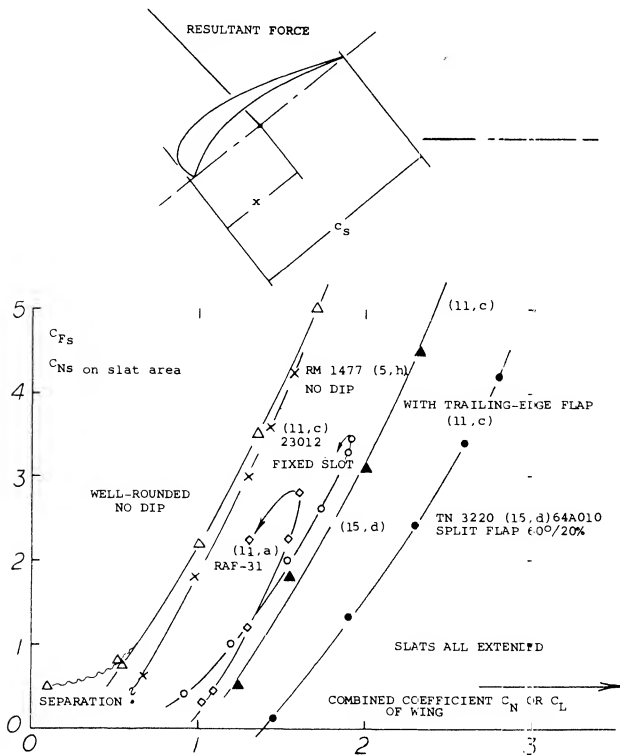 RESULTANT FORCE
x
c_s
5
C_Fs
C_Ns on slat area
(11,c)
RM 1477 (5,h)
NO DIP
4
WITH TRAILING-EDGE FLAP
(11,c)
(11,c)
23012
FIXED SLOT
3
WELL-ROUNDED
NO DIP
TN 3220 (15,d) 64A010
SPLIT FLAP 60°/20%
(15,d)
(11,a)
RAF-31
2
1
SLATS ALL EXTENDED
SEPARATION
?
COMBINED COEFFICIENT C_N OR C_L
OF WING
0
0 1 2 3